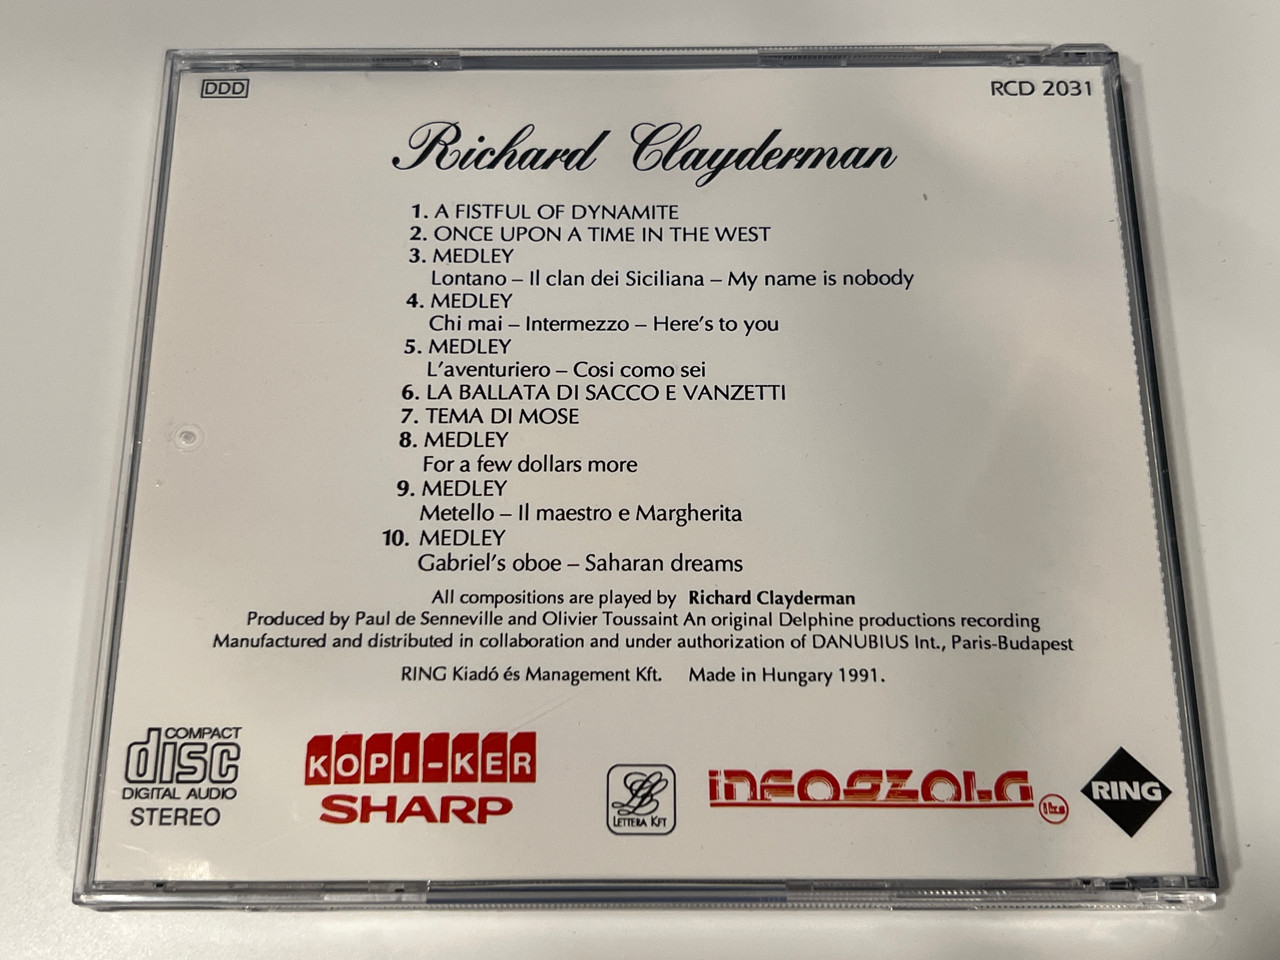 DDD
RCD 2031
Richard Clayderman
1. A FISTFUL OF DYNAMITE
2. ONCE UPON A TIME IN THE WEST
3. MEDLEY
Lontano – Il clan dei Siciliana – My name is nobody
4. MEDLEY
Chi mai – Intermezzo – Here's to you
5. MEDLEY
L'aventuriero – Cosi como sei
6. LA BALLATA DI SACCO E VANZETTI
7. TEMA DI MOSE
8. MEDLEY
For a few dollars more
9. MEDLEY
Metello – Il maestro e Margherita
10. MEDLEY
Gabriel's oboe – Saharan dreams
All compositions are played by Richard Clayderman
Produced by Paul de Senneville and Olivier Toussaint An original Delphine productions recording
Manufactured and distributed in collaboration and under authorization of DANUBIUS Int., Paris-Budapest
RING Kiadó és Management Kft. Made in Hungary 1991.
COMPACT
disc
DIGITAL AUDIO
STEREO
KOPI-KER
SHARP
LETTERA KFT
INFOSZOLG
RING